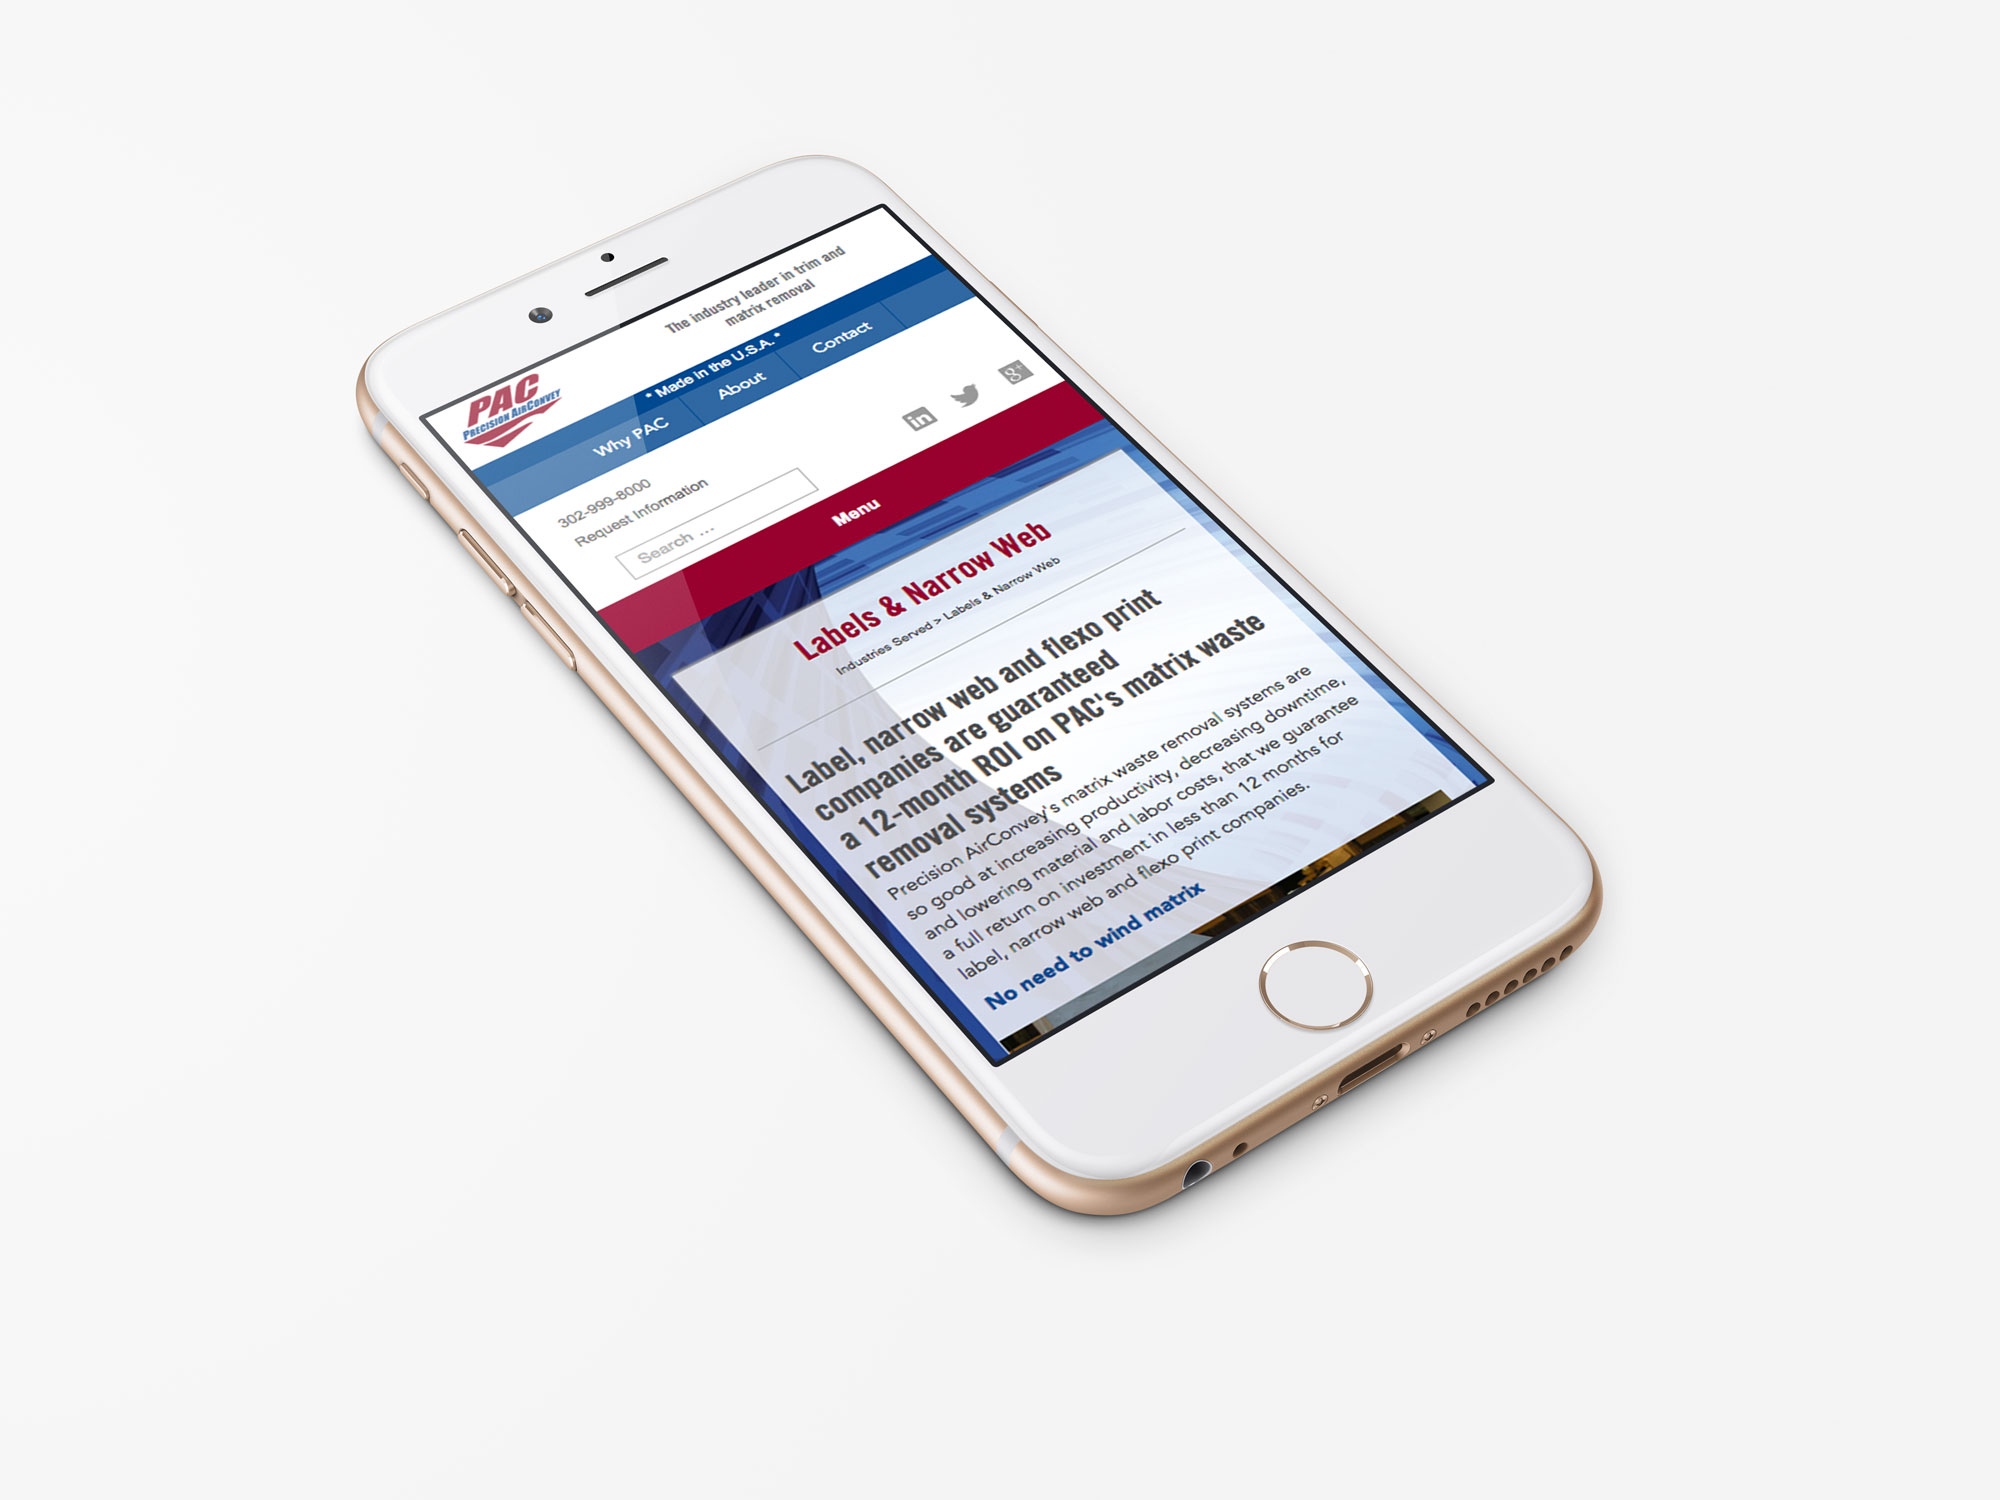 The industry leader in trim and
matrix removal
PAC
PRECISION AIRCONVEY
* Made in the U.S.A. *
Why PAC
About
Contact
302-999-8000
Request Information
in
g+
Search ...
Menu
Labels & Narrow Web
Industries Served > Labels & Narrow Web
Label, narrow web and flexo print
companies are guaranteed
a 12-month ROI on PAC's matrix waste
removal systems
Precision AirConvey's matrix waste removal systems are
so good at increasing productivity, decreasing downtime,
and lowering material and labor costs, that we guarantee
a full return on investment in less than 12 months for
label, narrow web and flexo print companies.
No need to wind matrix